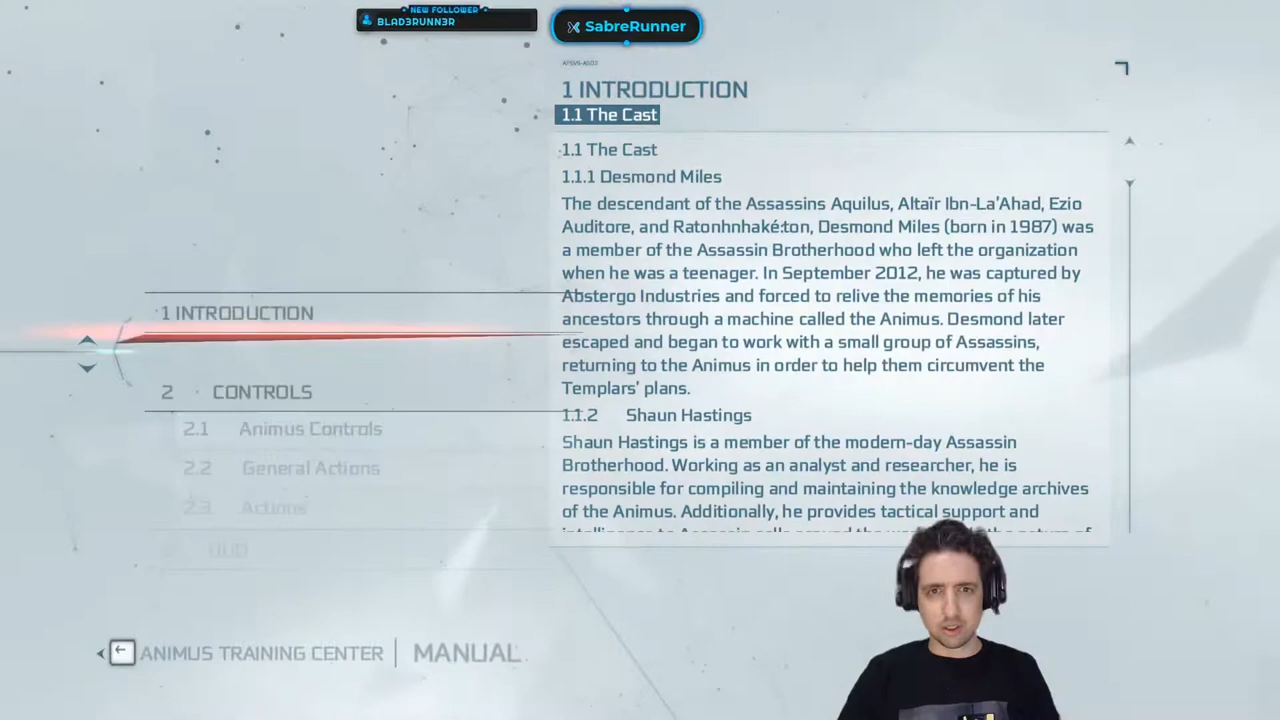 NEW FOLLOWER
BLAD3RUNN3R
SabreRunner
1 INTRODUCTION
1.1 The Cast
1.1 The Cast
1.1.1 Desmond Miles
The descendant of the Assassins Aquilus, Altaïr Ibn-La'Ahad, Ezio
Auditore, and Ratonhnhaké:ton, Desmond Miles (born in 1987) was
a member of the Assassin Brotherhood who left the organization
when he was a teenager. In September 2012, he was captured by
Abstergo Industries and forced to relive the memories of his
ancestors through a machine called the Animus. Desmond later
escaped and began to work with a small group of Assassins,
returning to the Animus in order to help them circumvent the
Templars' plans.
1.1.2 Shaun Hastings
Shaun Hastings is a member of the modern-day Assassin
Brotherhood. Working as an analyst and researcher, he is
responsible for compiling and maintaining the knowledge archives
of the Animus. Additionally, he provides tactical support and
1 INTRODUCTION
2 CONTROLS
2.1 Animus Controls
2.2 General Actions
2.3 Actions
ANIMUS TRAINING CENTER | MANUAL